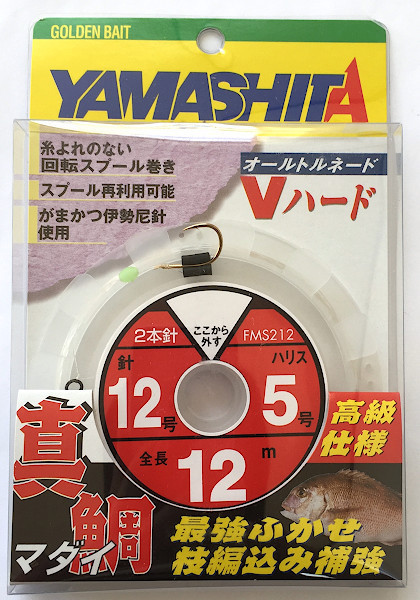 GOLDEN BAIT
YAMASHITA
糸よれのない
回転スプール巻き
スプール再利用可能
がまかつ伊勢尼針
使用
オールトルネード
Vハード
2本針
ここから
外す
FMS212
針
12号
ハリス
5号
全長
12m
高級
仕様
真鯛
マダイ
最強ふかせ
枝編込み補強